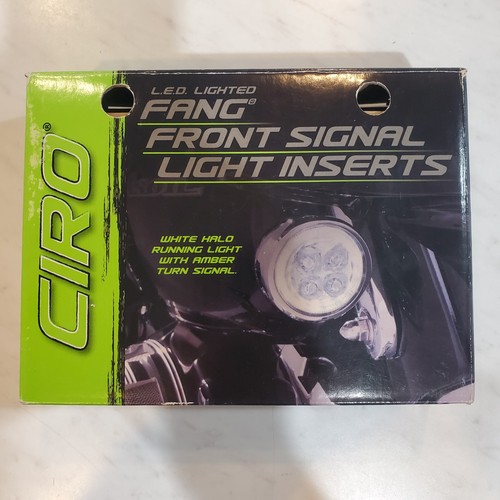 CIRO®
L.E.D. LIGHTED
FANG®
FRONT SIGNAL
LIGHT INSERTS
WHITE HALO
RUNNING LIGHT
WITH AMBER
TURN SIGNAL.